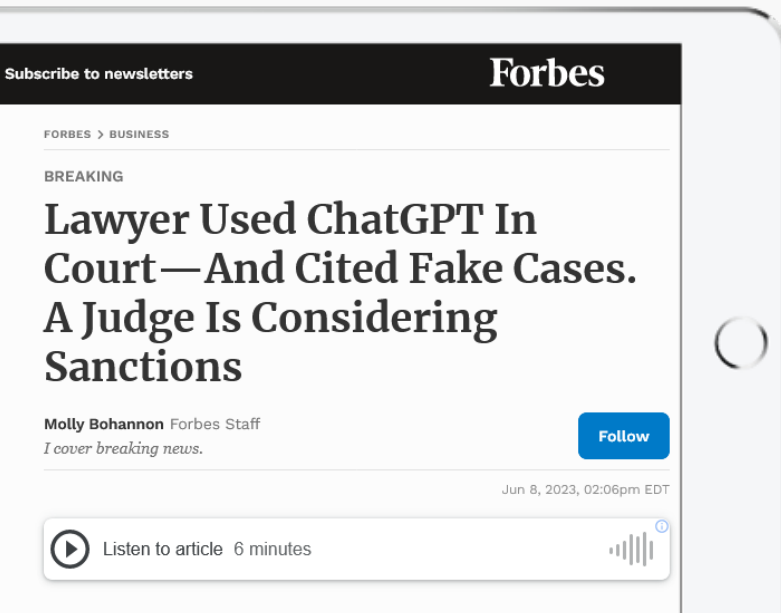 Subscribe to newsletters Forbes
FORBES > BUSINESS
BREAKING
Lawyer Used ChatGPT In
Court—And Cited Fake Cases.
A Judge Is Considering
Sanctions
Molly Bohannon Forbes Staff
I cover breaking news.
Follow
Jun 8, 2023, 02:06pm EDT
Listen to article 6 minutes